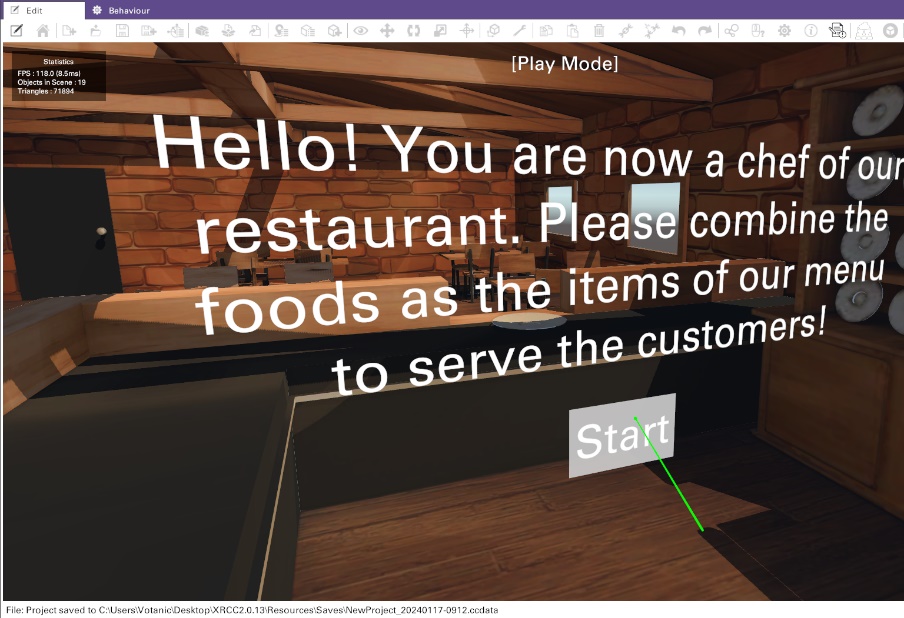 Edit
Behaviour
Statistics
FPS : 118.0 (8.5ms)
Objects in Scene : 19
Triangles : 71894
[Play Mode]
Hello! You are now a chef of our
restaurant. Please combine the
foods as the items of our menu
to serve the customers!
Start
File: Project saved to C:\Users\Votanic\Desktop\XRCC2.0.13\Resources\Saves\NewProject_20240117-0912.ccdata